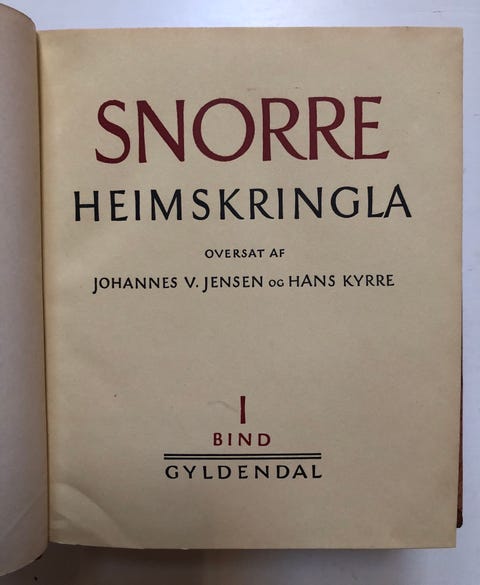 SNORRE
HEIMSKRINGLA
OVERSAT AF
JOHANNES V. JENSEN OG HANS KYRRE
I
BIND
GYLDENDAL